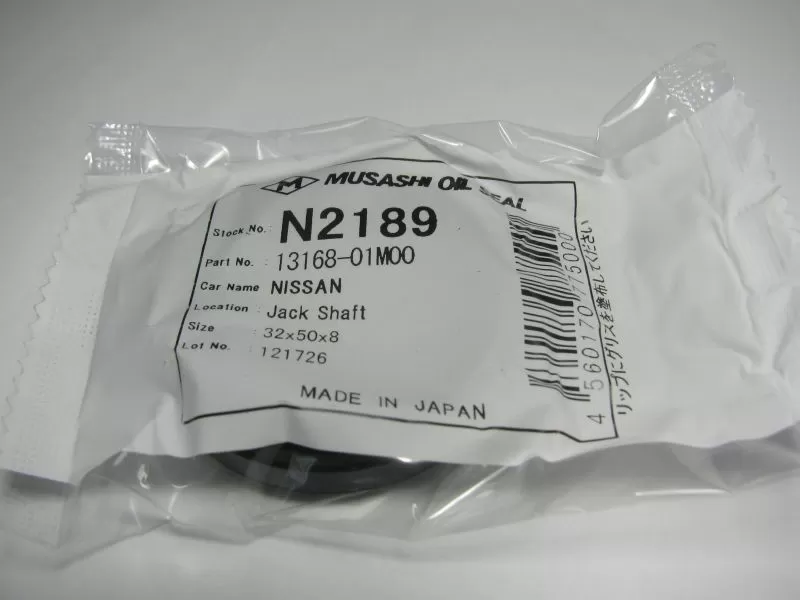 M MUSASHI OIL SEAL
Stock No. : N2189
Part No. : 13168-01M00
Car Name NISSAN
Location : Jack Shaft
Size : 32x50x8
Lot No. : 121726
MADE IN JAPAN
4 560170 775000
リップにグリスを塗布してください